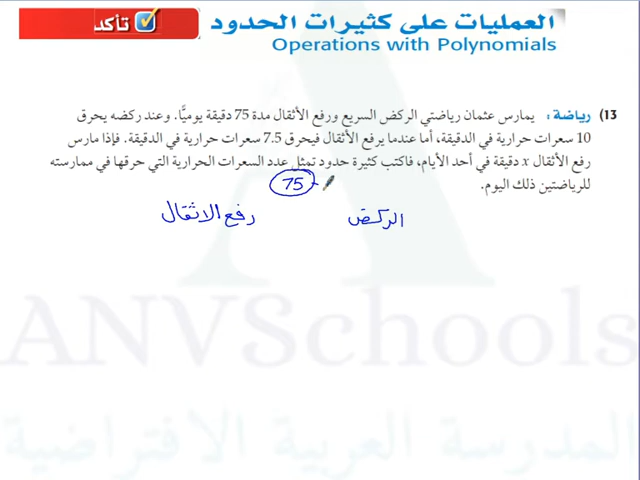 العمليات على كثيرات الحدود
تأكد
Operations with Polynomials
13) رياضة: يمارس عثمان رياضتي الركض السريع ورفع الأثقال مدة 75 دقيقة يوميًّا. وعند ركضه يحرق
10 سعرات حرارية في الدقيقة، أما عندما يرفع الأثقال فيحرق 7.5 سعرات حرارية في الدقيقة. فإذا مارس
رفع الأثقال x دقيقة في أحد الأيام، فاكتب كثيرة حدود تمثل عدد السعرات الحرارية التي حرقها في ممارسته
للرياضتين ذلك اليوم.
75 -
الركض
رفع الاثقال
ANVSchools
المدرسة العربية الافتراضية